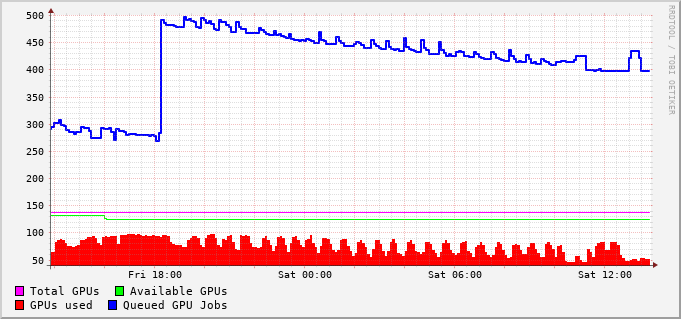 500
450
400
350
300
250
200
150
100
50
Fri 18:00 Sat 00:00 Sat 06:00 Sat 12:00
Total GPUs Available GPUs
GPUs used Queued GPU Jobs
RRDTOOL / TOBI OETIKER